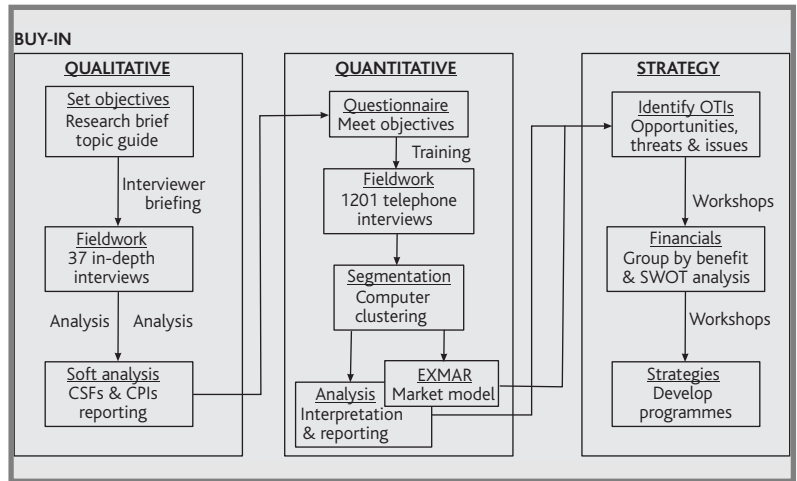 BUY-IN
QUALITATIVE
Set objectives
Research brief
topic guide
Interviewer
briefing
Fieldwork
37 in-depth
interviews
Analysis Analysis
Soft analysis
CSFs & CPIs
reporting
QUANTITATIVE
Questionnaire
Meet objectives
Training
Fieldwork
1201 telephone
interviews
Segmentation
Computer
clustering
EXMAR
Market model
Analysis
Interpretation
& reporting
STRATEGY
Identify OTIs
Opportunities,
threats & issues
Workshops
Financials
Group by benefit
& SWOT analysis
Workshops
Strategies
Develop
programmes